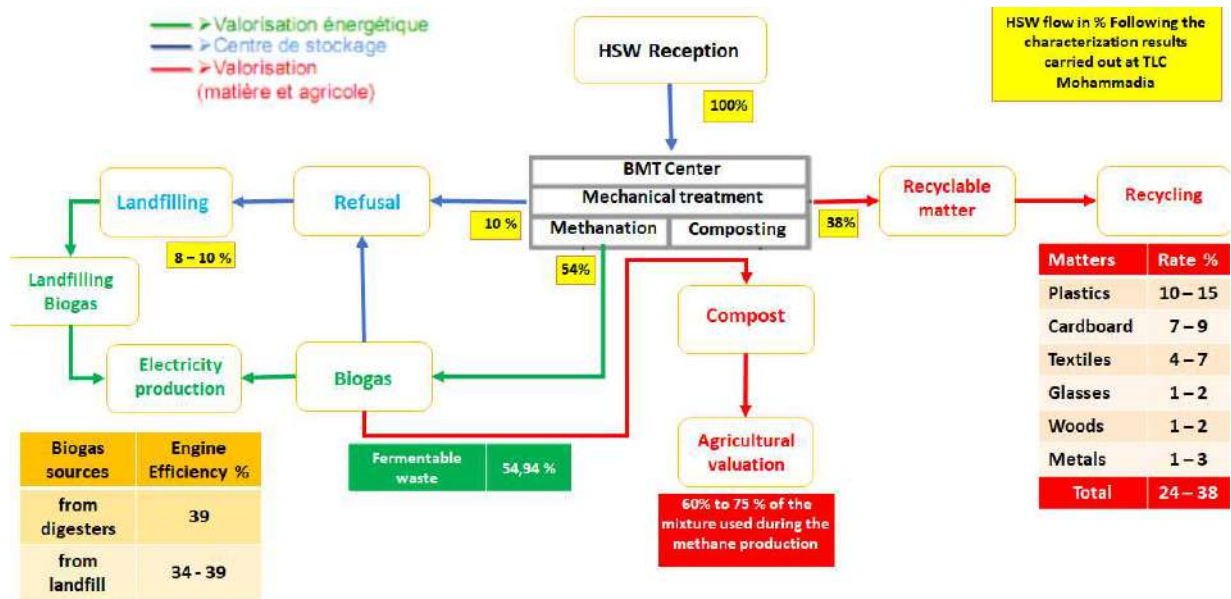 ➢Valorisation énergétique
➢Centre de stockage
➢Valorisation
(matière et agricole)
HSW Reception
HSW flow in % Following the
characterization results
carried out at TLC
Mohammadia
100%
BMT Center
Mechanical treatment
Methanation
Composting
Landfilling
Refusal
10 %
38%
Recyclable
matter
Recycling
8 – 10 %
54%
Landfilling
Biogas
Electricity
production
Biogas
Compost
Agricultural
valuation
Matters Rate %
Plastics 10 – 15
Cardboard 7 – 9
Textiles 4 – 7
Glasses 1 – 2
Woods 1 – 2
Metals 1 – 3
Total 24 – 38
Biogas
sources
Engine
Efficiency %
from
digesters
39
from
landfill
34 - 39
Fermentable
waste
54,94 %
60% to 75 % of the
mixture used during the
methane production